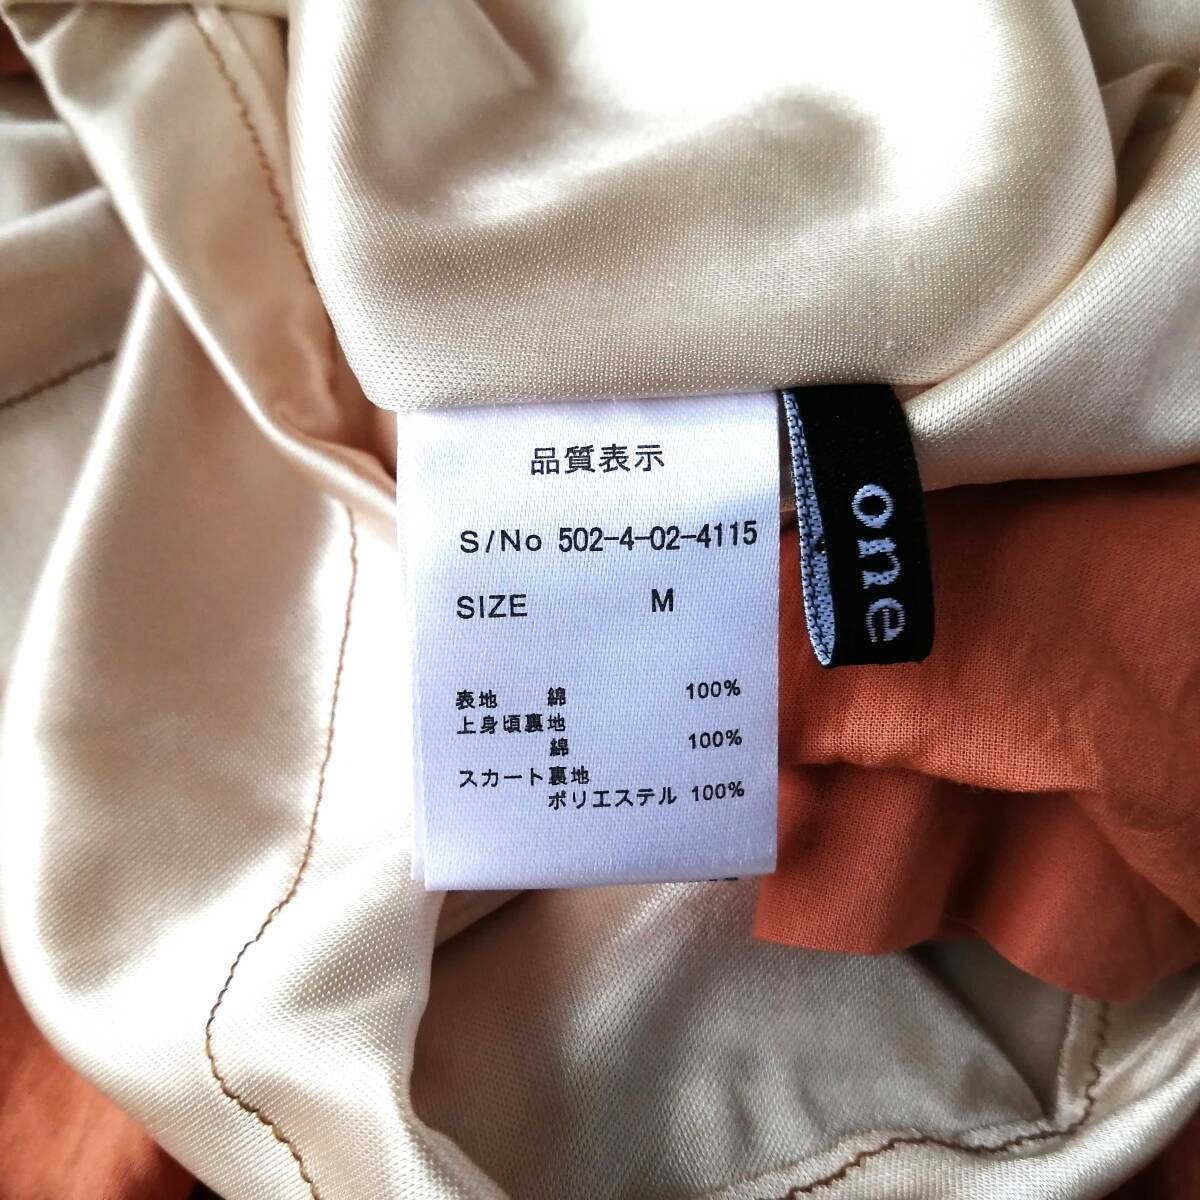 品質表示
S/No 502-4-02-4115
SIZE M
表地 綿 100%
上身頃裏地
綿 100%
スカート裏地
ポリエステル 100%
one